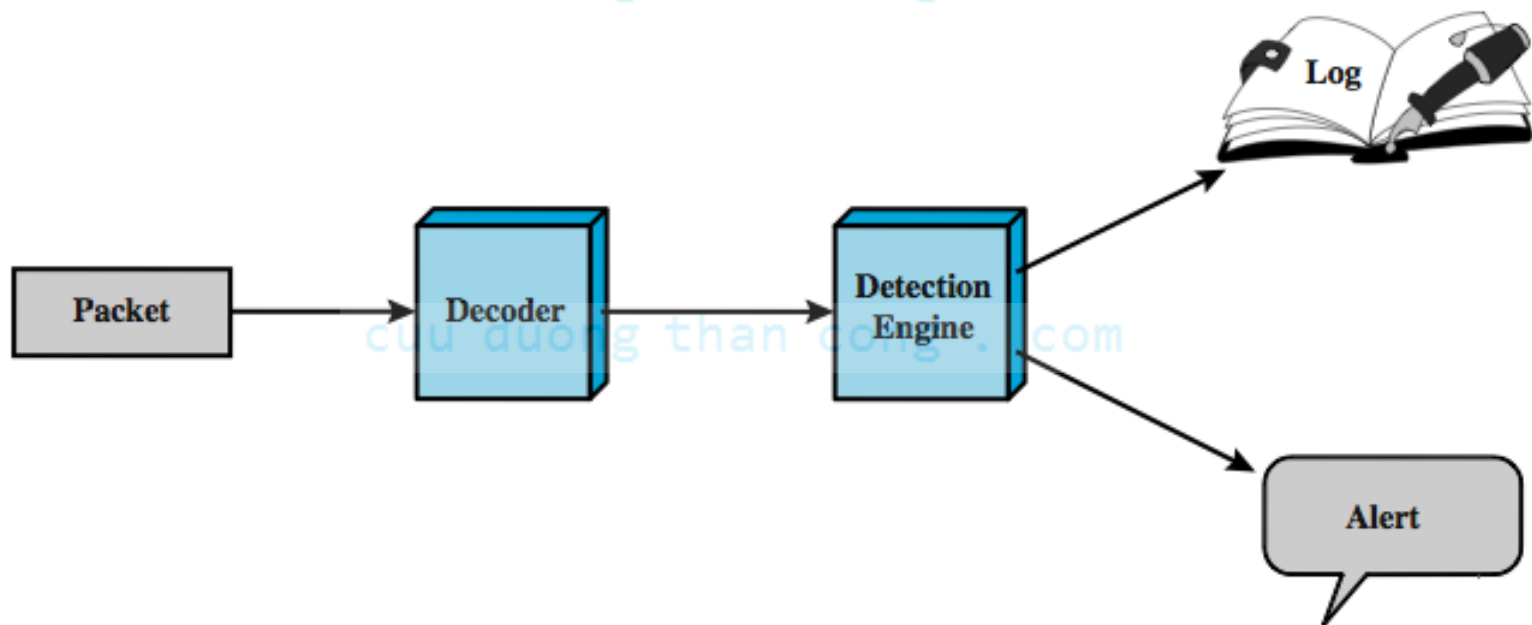 Log
Packet
Decoder
Detection
Engine
cuu duong than cong . com
Alert